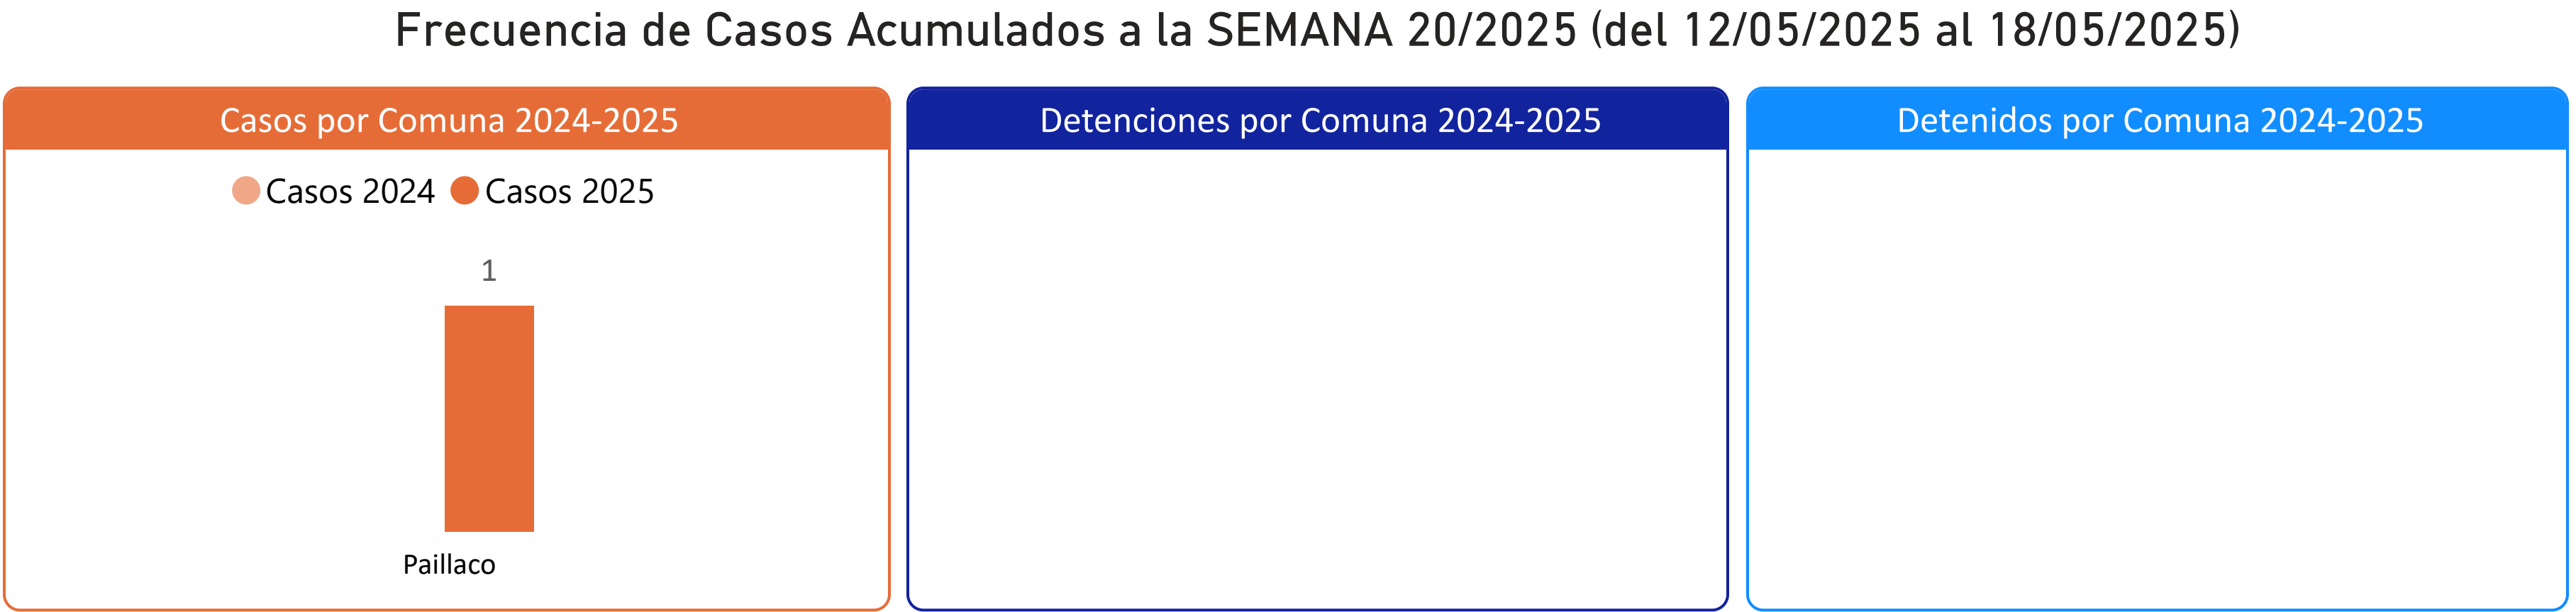 Frecuencia de Casos Acumulados a la SEMANA 20/2025 (del 12/05/2025 al 18/05/2025)
Casos por Comuna 2024-2025
Casos 2024 Casos 2025
1
Paillaco
Detenciones por Comuna 2024-2025
Detenidos por Comuna 2024-2025